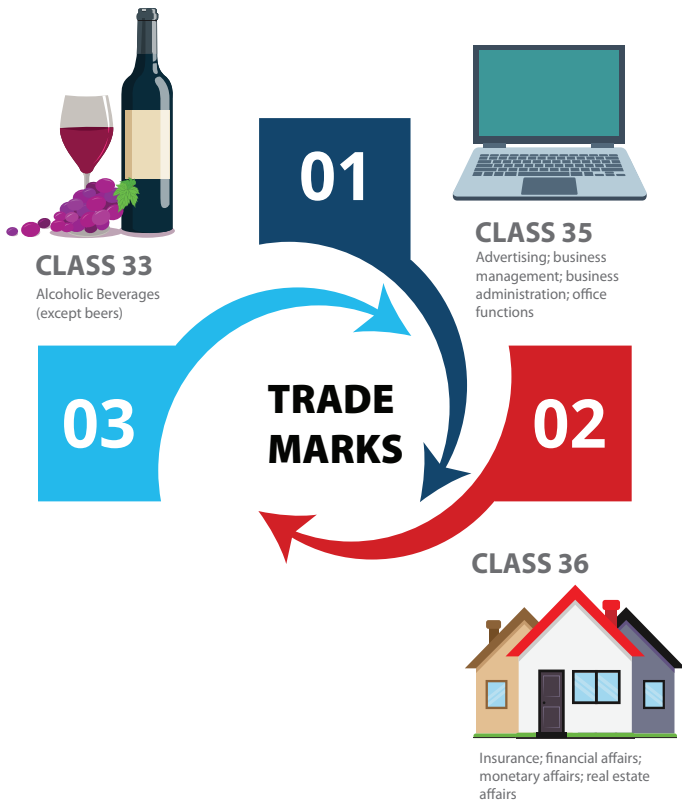 01
CLASS 35
Advertising; business
management; business
administration; office
functions
CLASS 33
Alcoholic Beverages
(except beers)
03
TRADE
MARKS
02
CLASS 36
Insurance; financial affairs;
monetary affairs; real estate
affairs